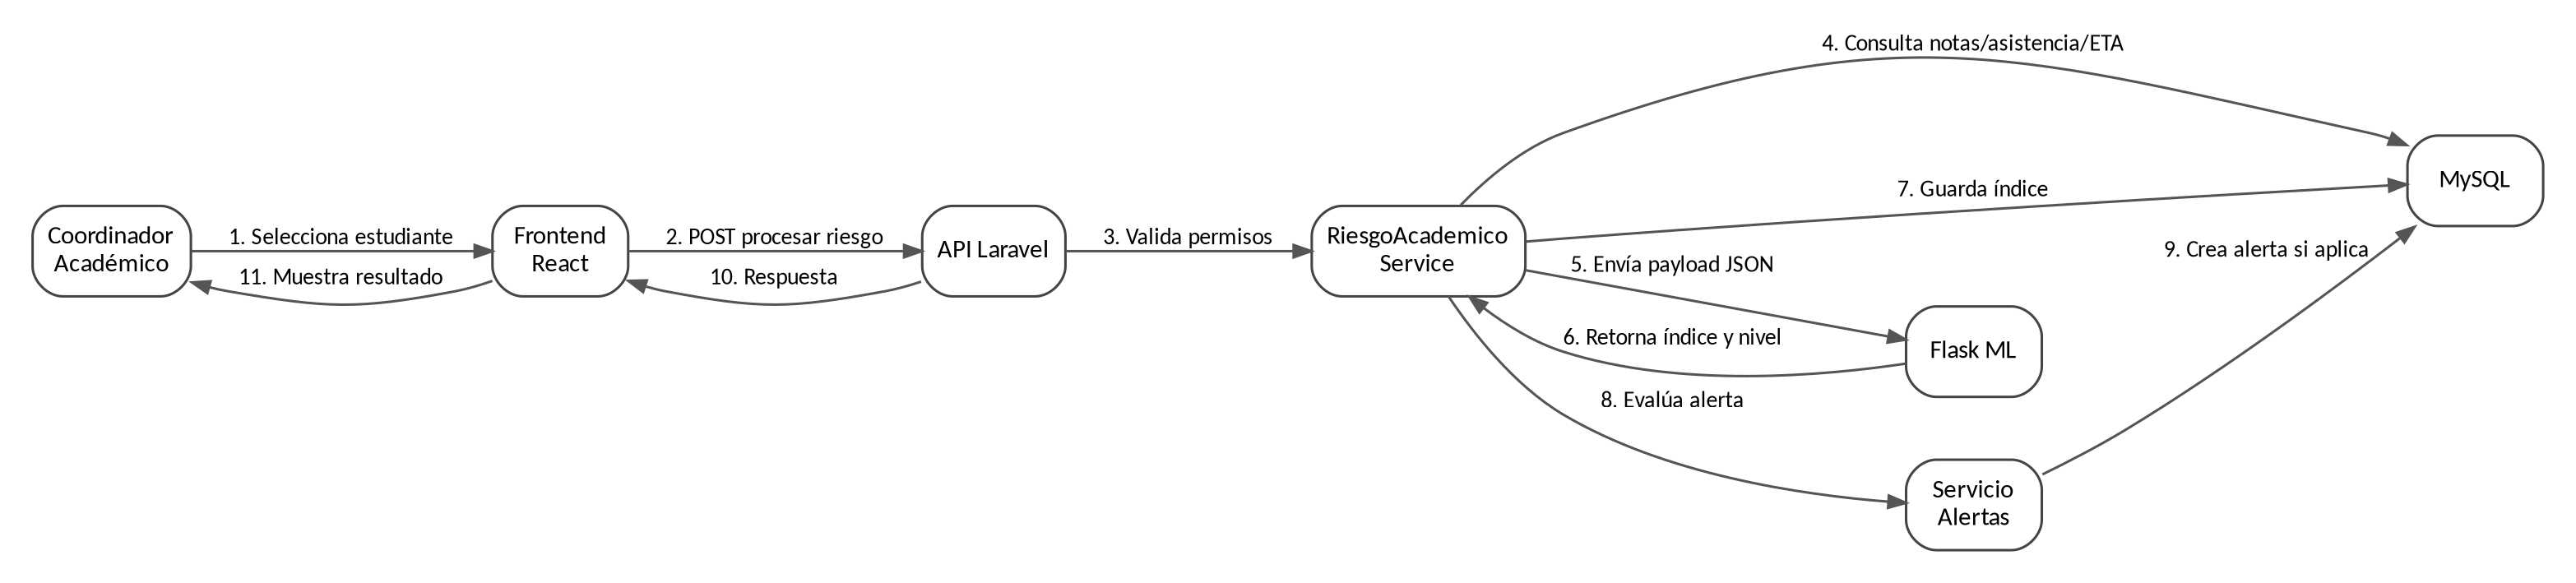 4. Consulta notas/asistencia/ETA
MySQL
7. Guarda índice
Coordinador
Académico
1. Selecciona estudiante
11. Muestra resultado
Frontend
React
2. POST procesar riesgo
10. Respuesta
API Laravel
3. Valida permisos
RiesgoAcademico
Service
5. Envía payload JSON
9. Crea alerta si aplica
6. Retorna índice y nivel
Flask ML
8. Evalúa alerta
Servicio
Alertas